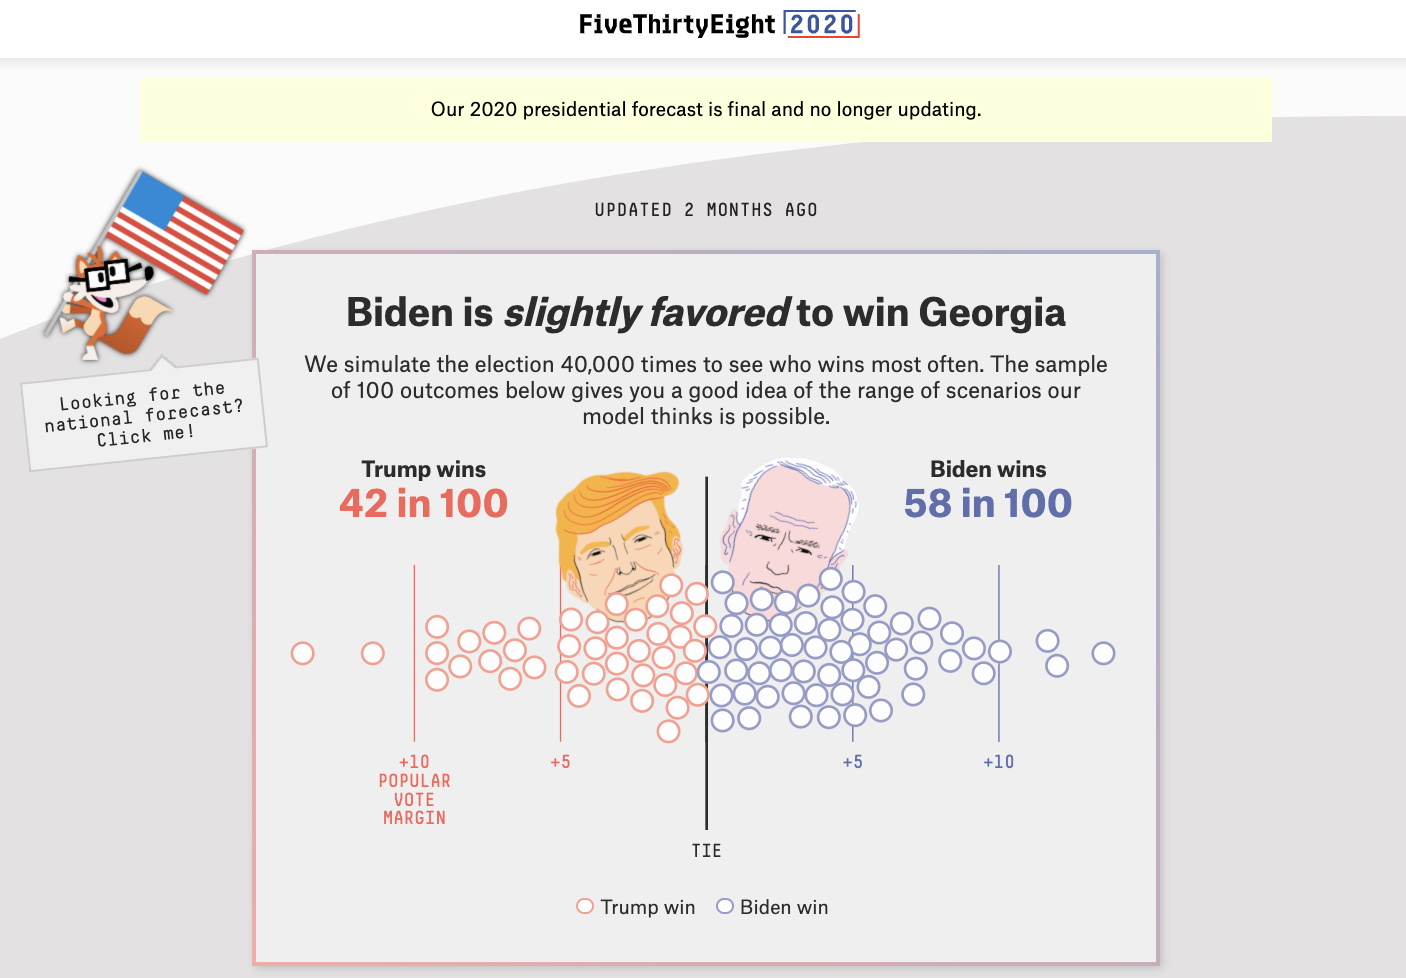 FiveThirtyEight 2020
Our 2020 presidential forecast is final and no longer updating.
UPDATED 2 MONTHS AGO
Looking for the
national forecast?
Click me!
Biden is slightly favored to win Georgia
We simulate the election 40,000 times to see who wins most often. The sample
of 100 outcomes below gives you a good idea of the range of scenarios our
model thinks is possible.
Trump wins
42 in 100
Biden wins
58 in 100
+10
POPULAR
VOTE
MARGIN
+5
+5
+10
TIE
Trump win
Biden win